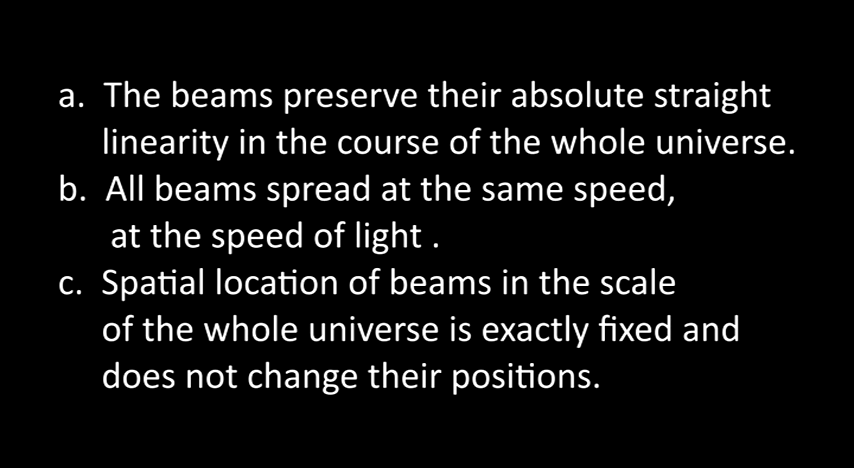 a. The beams preserve their absolute straight
linearity in the course of the whole universe.
b. All beams spread at the same speed,
at the speed of light .
c. Spatial location of beams in the scale
of the whole universe is exactly fixed and
does not change their positions.